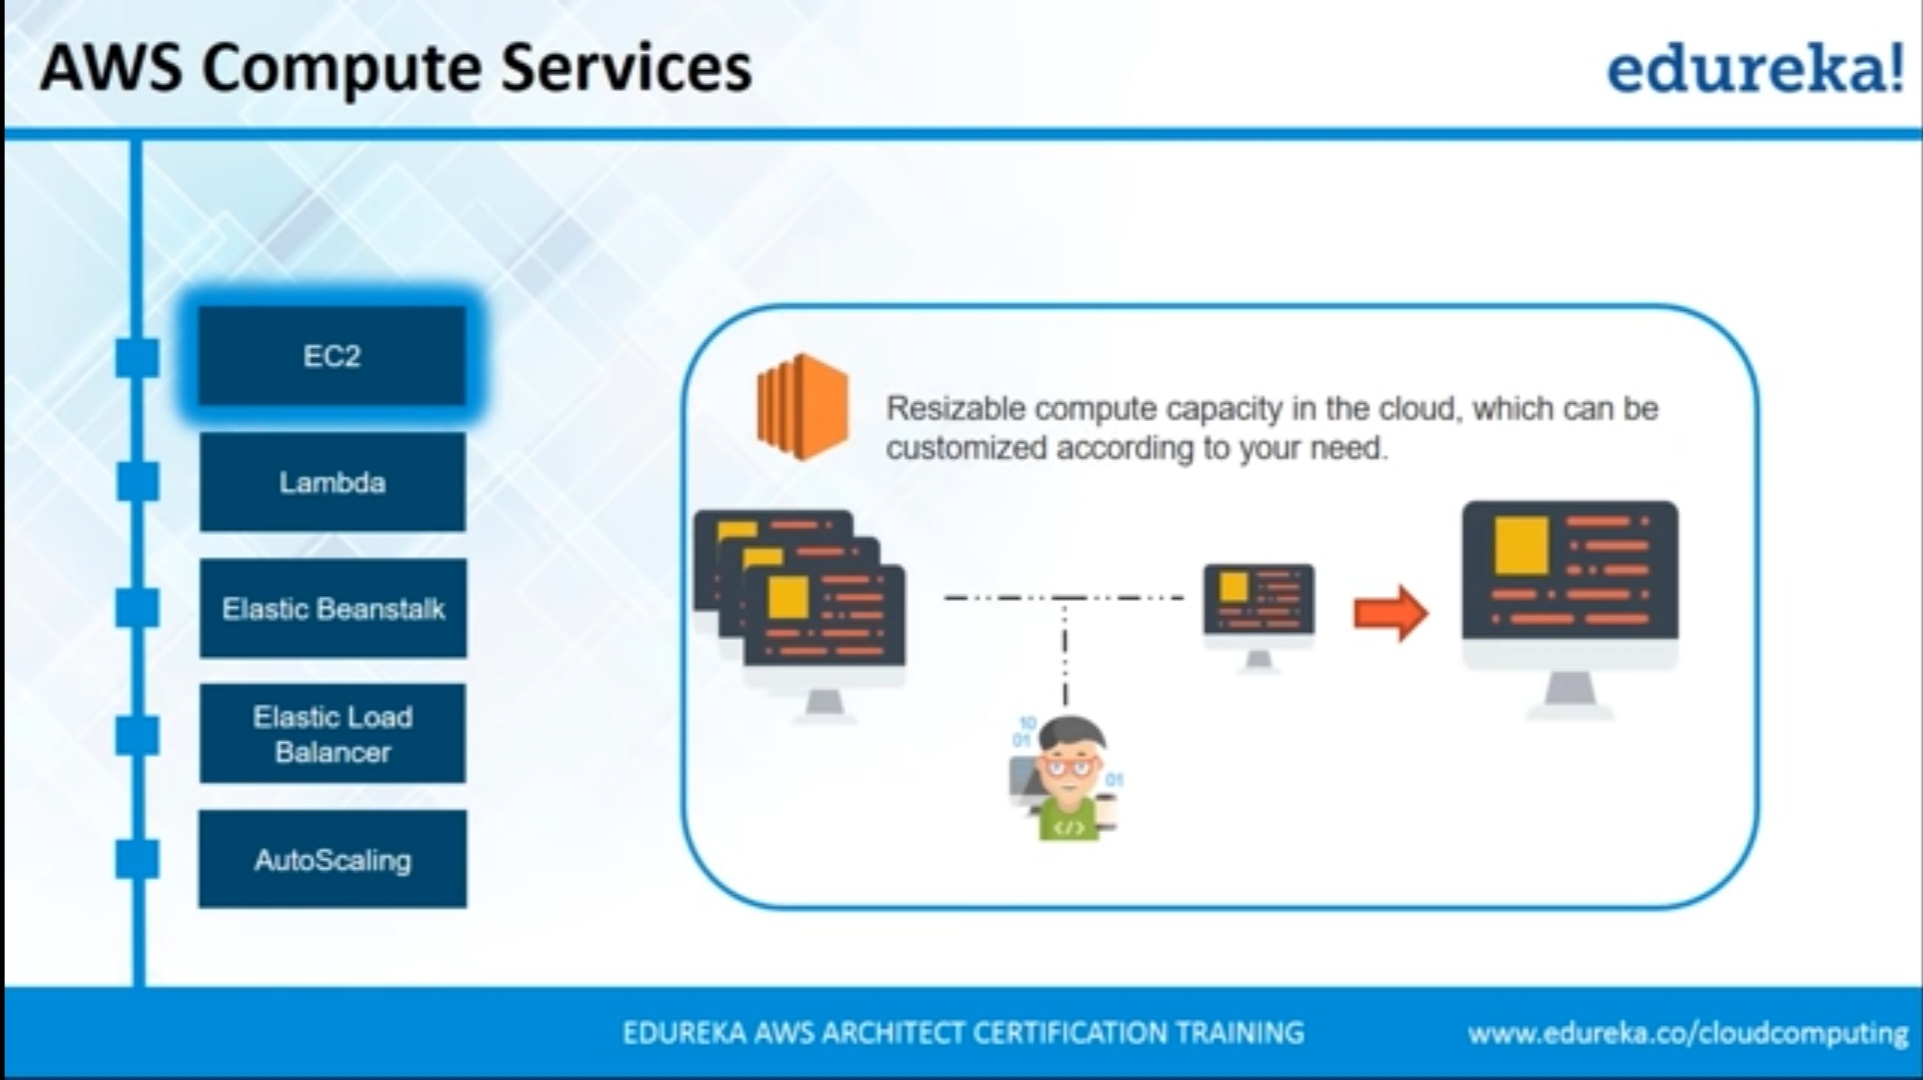 AWS Compute Services
edureka!
EC2
Lambda
Elastic Beanstalk
Elastic Load
Balancer
AutoScaling
Resizable compute capacity in the cloud, which can be
customized according to your need.
10
01
01
</>
EDUREKA AWS ARCHITECT CERTIFICATION TRAINING
www.edureka.co/cloudcomputing